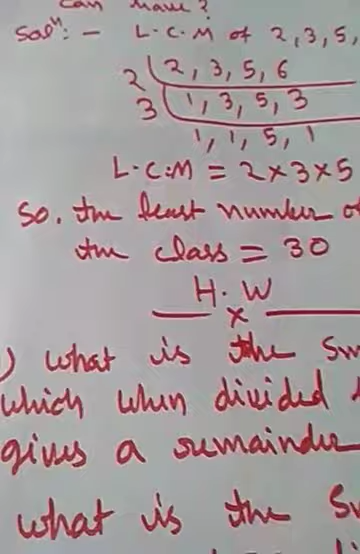 can have?
Solⁿ: - L.C.M of 2, 3, 5,
2 2, 3, 5, 6
3 1, 3, 5, 3
1, 1, 5, 1
L.C.M = 2×3×5
So. the least number of
the class = 30
H.W
x
) what is the Sm
which when divided
gives a remainder
what is the S